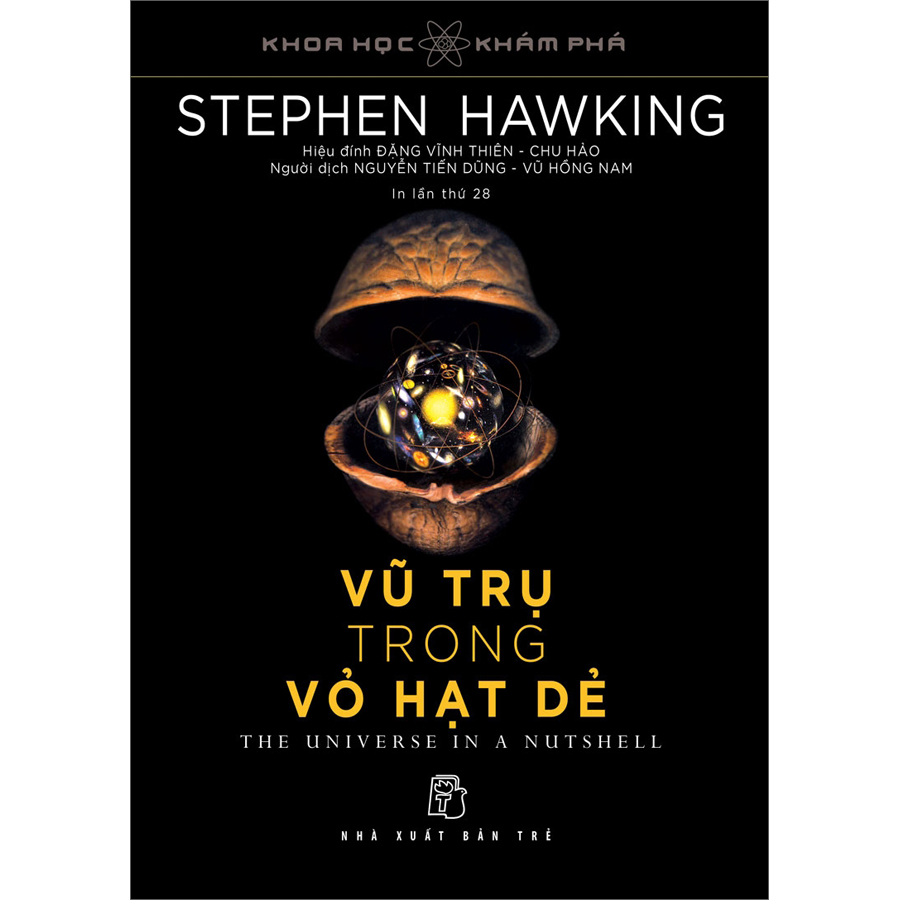 KHOA HỌC KHÁM PHÁ
STEPHEN HAWKING
Hiệu đính ĐẶNG VĨNH THIÊN - CHU HẢO
Người dịch NGUYỄN TIẾN DŨNG - VŨ HỒNG NAM
In lần thứ 28
VŨ TRỤ
TRONG
VỎ HẠT DẺ
THE UNIVERSE IN A NUTSHELL
T
NHÀ XUẤT BẢN TRẺ